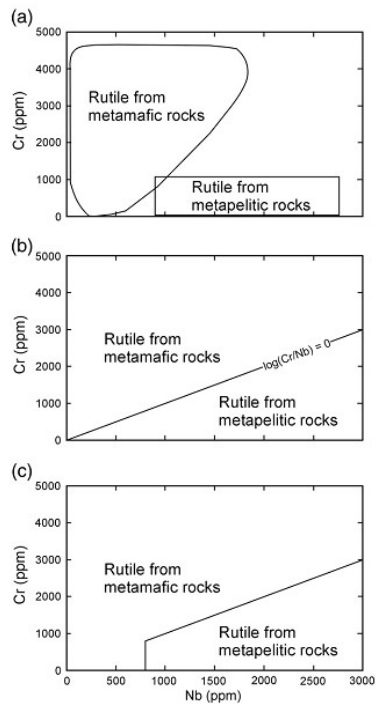 (a)
5000
4000
3000
2000
1000
0
Cr (ppm)
Rutile from
metamafic rocks
Rutile from
metapelitic rocks
(b)
5000
4000
3000
2000
1000
0
Cr (ppm)
Rutile from
metamafic rocks
log(Cr/Nb) = 0
Rutile from
metapelitic rocks
(c)
5000
4000
3000
2000
1000
0
Cr (ppm)
Rutile from
metamafic rocks
Rutile from
metapelitic rocks
0 500 1000 1500 2000 2500 3000
Nb (ppm)